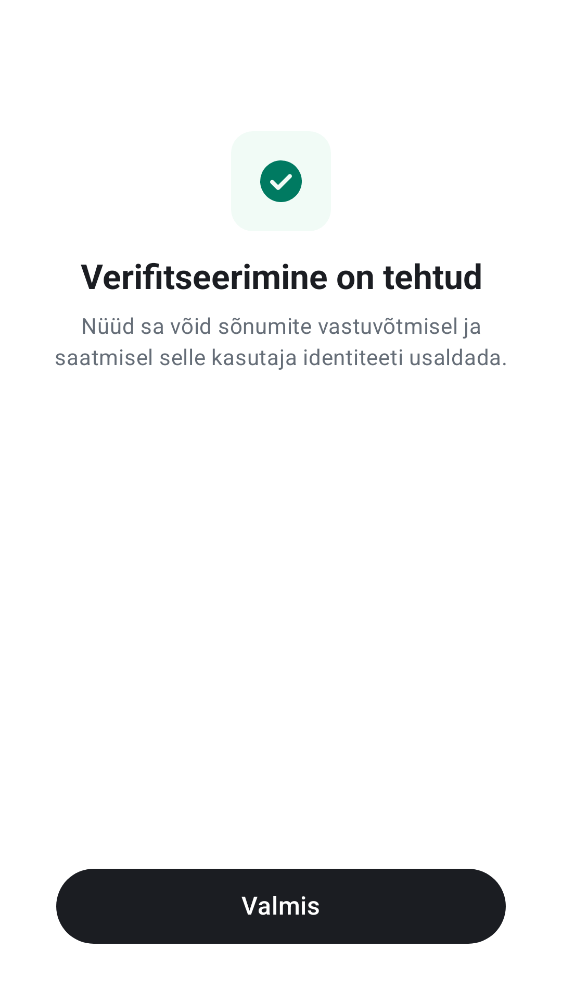 Verifitseerimine on tehtud
Nüüd sa võid sõnumite vastuvõtmisel ja
saatmisel selle kasutaja identiteeti usaldada.
Valmis